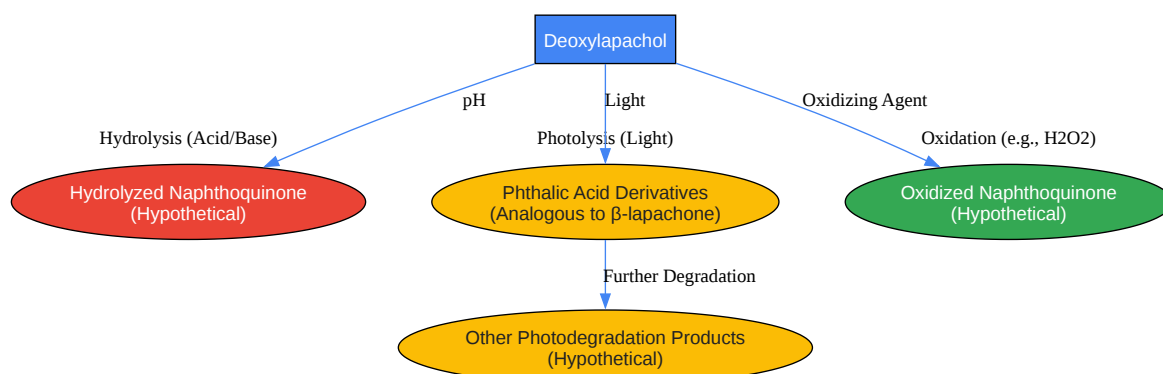 Deoxylapachol
pH
Light
Oxidizing Agent
Hydrolysis (Acid/Base)
Photolysis (Light)
Oxidation (e.g., H2O2)
Hydrolyzed Naphthoquinone
(Hypothetical)
Phthalic Acid Derivatives
(Analogous to β-lapachone)
Oxidized Naphthoquinone
(Hypothetical)
Further Degradation
Other Photodegradation Products
(Hypothetical)